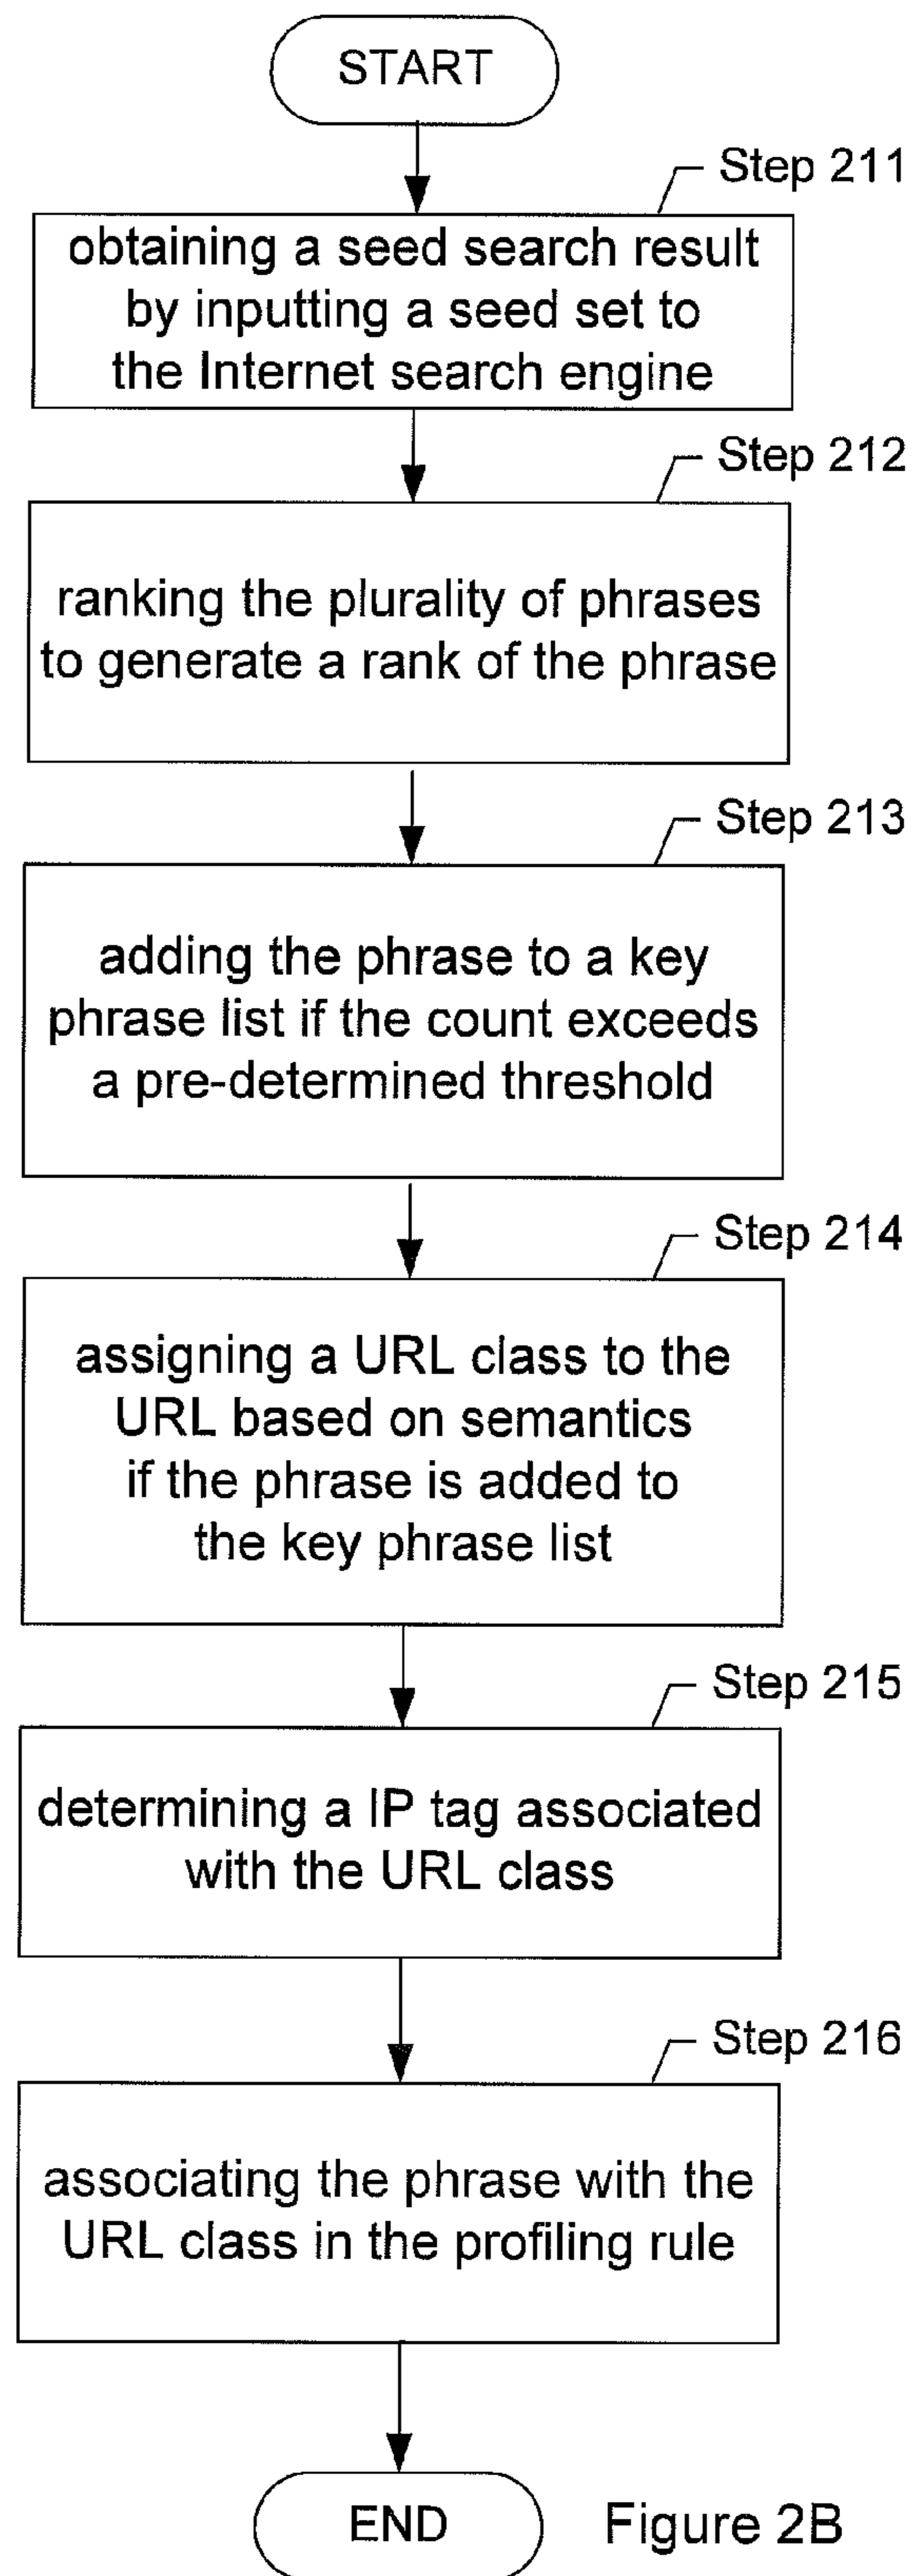 START
Step 211
obtaining a seed search result
by inputting a seed set to
the Internet search engine
Step 212
ranking the plurality of phrases
to generate a rank of the phrase
Step 213
adding the phrase to a key
phrase list if the count exceeds
a pre-determined threshold
Step 214
assigning a URL class to the
URL based on semantics
if the phrase is added to
the key phrase list
Step 215
determining a IP tag associated
with the URL class
Step 216
associating the phrase with the
URL class in the profiling rule
END
Figure 2B